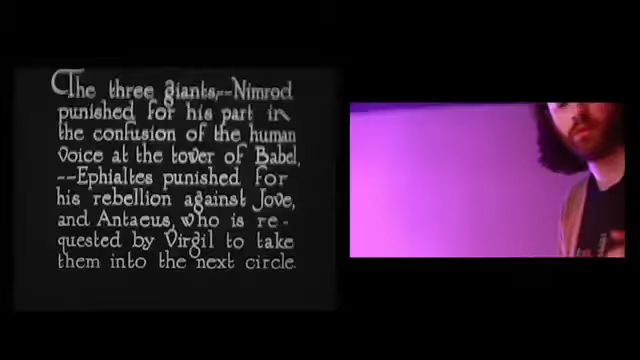 The three giants,--Nimrod
punished for his part in
the confusion of the human
voice at the tower of Babel,
--Ephialtes punished for
his rebellion against Jove,
and Antaeus, who is re-
quested by Virgil to take
them into the next circle.